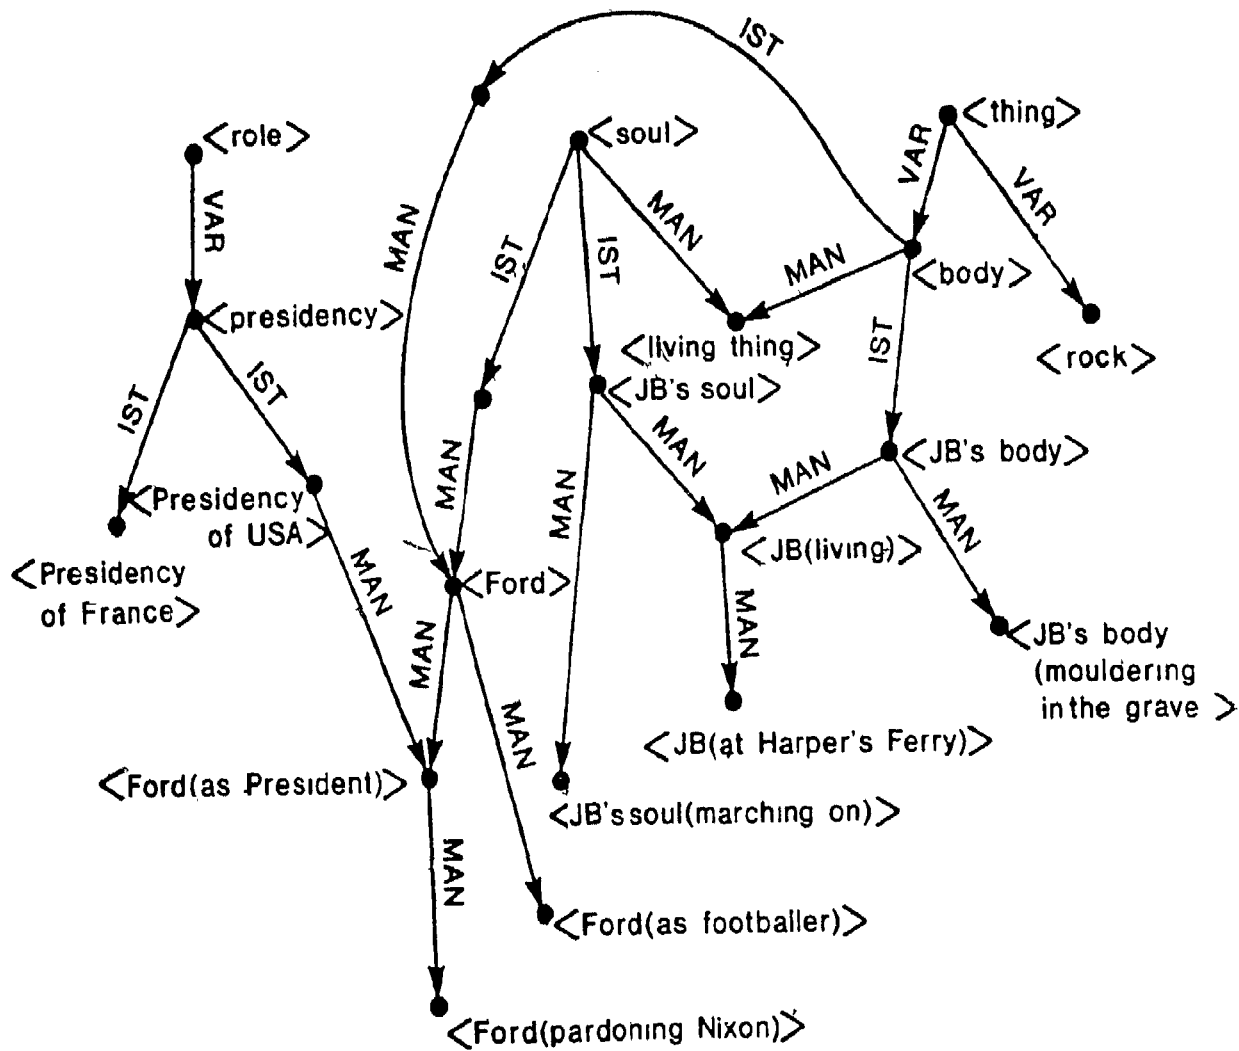 IST
<thing>
<soul>
<role>
VAR
VAR
VAR
MAN
MAN
IST
IST
MAN
<body>
<presidency>
<living thing>
IST
<rock>
IST
<JB's soul>
IST
MAN
<JB's body>
MAN
MAN
MAN
<Presidency
of USA>
MAN
<JB(living)>
<Presidency
of France>
MAN
<Ford>
MAN
MAN
<JB's body
(mouldering
in the grave >
MAN
<JB(at Harper's Ferry)>
<Ford(as President)>
<JB's soul(marching on)>
MAN
<Ford(as footballer)>
<Ford(pardoning Nixon)>